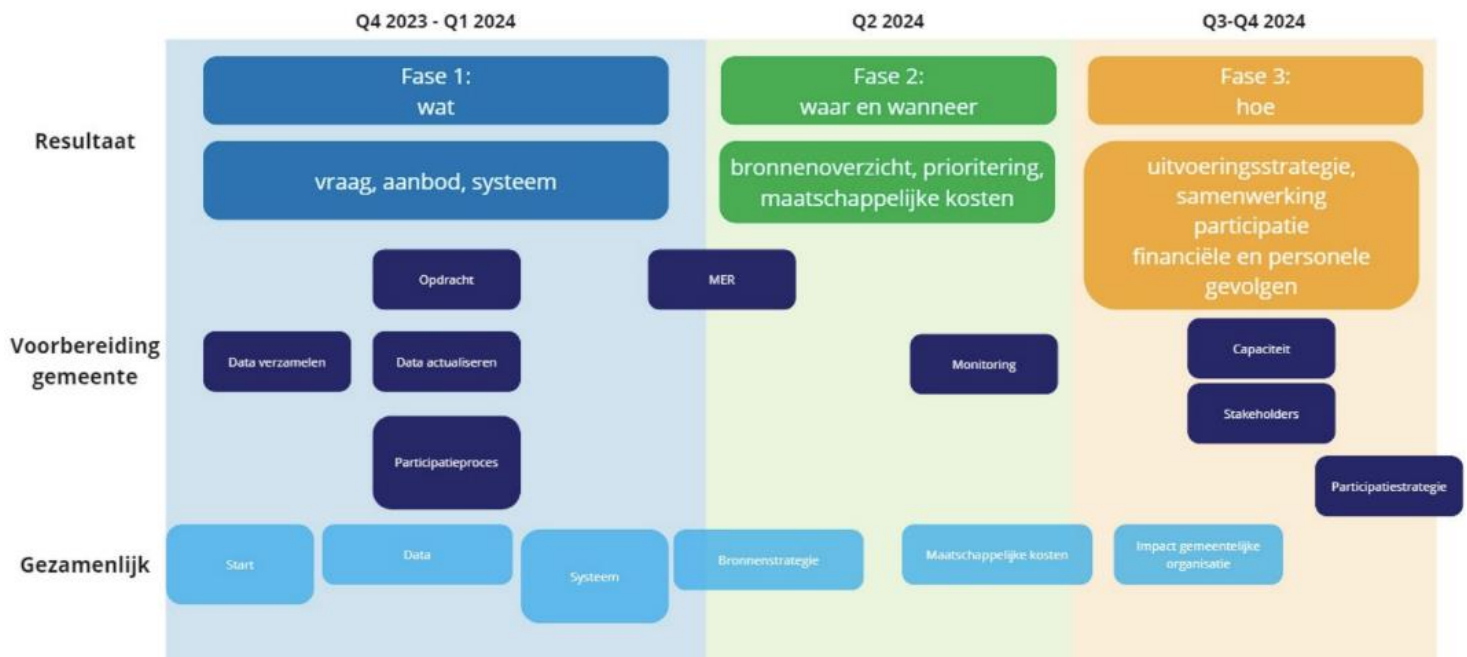 Q4 2023 - Q1 2024
Q2 2024
Q3-Q4 2024
Resultaat
Fase 1:
wat
Fase 2:
waar en wanneer
Fase 3:
hoe
vraag, aanbod, systeem
bronnenoverzicht, prioritering,
maatschappelijke kosten
uitvoeringsstrategie,
samenwerking
participatie
financiële en personele
gevolgen
Voorbereiding
gemeente
Opdracht
MER
Data verzamelen
Data actualiseren
Monitoring
Capaciteit
Stakeholders
Participatieproces
Participatiestrategie
Gezamenlijk
Start
Data
Systeem
Bronnenstrategie
Maatschappelijke kosten
Impact gemeentelijke
organisatie